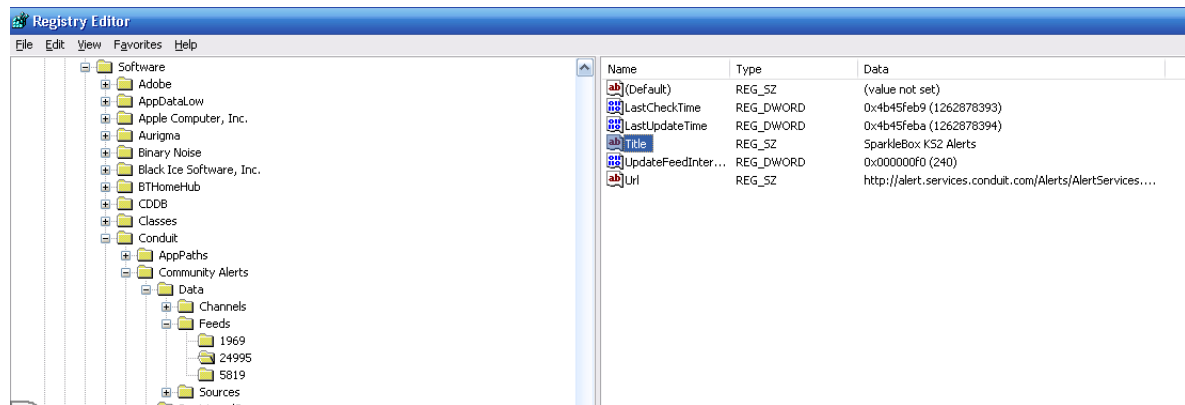 Registry Editor
File Edit View Favorites Help
Software
Adobe
AppDataLow
Apple Computer, Inc.
Aurigma
Binary Noise
Black Ice Software, Inc.
BTHomeHub
CDDB
Classes
Conduit
AppPaths
Community Alerts
Data
Channels
Feeds
1969
24995
5819
Sources
Name Type Data
(Default) REG_SZ (value not set)
LastCheckTime REG_DWORD 0x4b45feb9 (1262878393)
LastUpdateTime REG_DWORD 0x4b45feba (1262878394)
Title REG_SZ SparkleBox KS2 Alerts
UpdateFeedInter... REG_DWORD 0x000000f0 (240)
Url REG_SZ http://alert.services.conduit.com/Alerts/AlertServices....